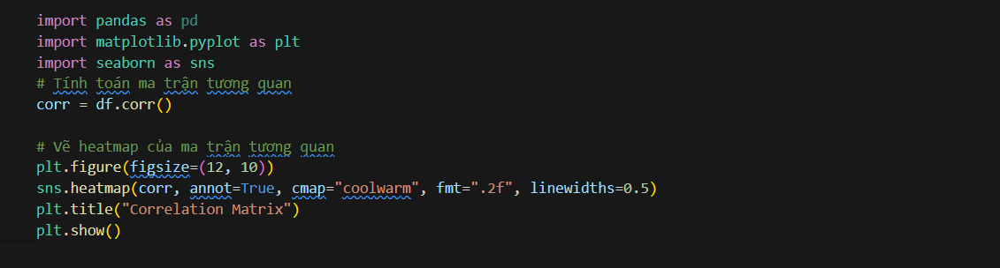 import pandas as pd
import matplotlib.pyplot as plt
import seaborn as sns
# Tính toán ma trận tương quan
corr = df.corr()
# Vẽ heatmap của ma trận tương quan
plt.figure(figsize=(12, 10))
sns.heatmap(corr, annot=True, cmap="coolwarm", fmt=".2f", linewidths=0.5)
plt.title("Correlation Matrix")
plt.show()